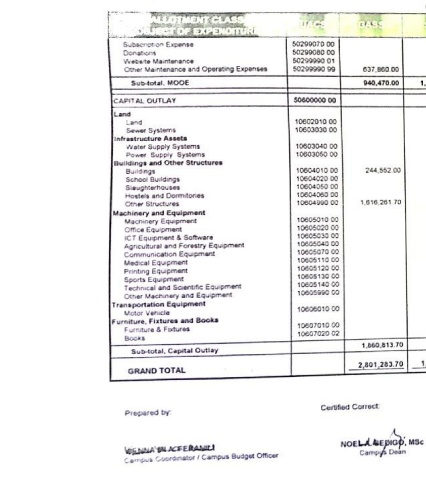 ALLOTMENT CLASS
OBJECT OF EXPENDITURE UACS GASS
Subscription Expense 50299070 00
Donations 50299080 00
Website Maintenance 50299990 01
Other Maintenance and Operating Expenses 50299990 99 637,860.00
Sub-total, MOOE 940,470.00 1,
CAPITAL OUTLAY 50600000 00
Land
Land 10602010 00
Sewer Systems 10603030 00
Infrastructure Assets
Water Supply Systems 10603040 00
Power Supply Systems 10603050 00
Buildings and Other Structures
Buildings 10604010 00 244,552.00
School Buildings 10604020 00
Slaughterhouses 10604050 00
Hostels and Dormitories 10604060 00
Other Structures 10604990 00 1,616,261.70
Machinery and Equipment
Machinery Equipment 10605010 00
Office Equipment 10605020 00
ICT Equipment & Software 10605030 00
Agricultural and Forestry Equipment 10605040 00
Communication Equipment 10605070 00
Medical Equipment 10605110 00
Printing Equipment 10605120 00
Sports Equipment 10605130 00
Technical and Scientific Equipment 10605140 00
Other Machinery and Equipment 10605990 00
Transportation Equipment
Motor Vehicle 10606010 00
Furniture, Fixtures and Books
Furniture & Fixtures 10607010 00
Books 10607020 02
Sub-total, Capital Outlay 1,860,813.70
GRAND TOTAL 2,801,283.70 1
Prepared by: Certified Correct:
NOEL MSc
Campus Coordinator / Campus Budget Officer Campus Dean